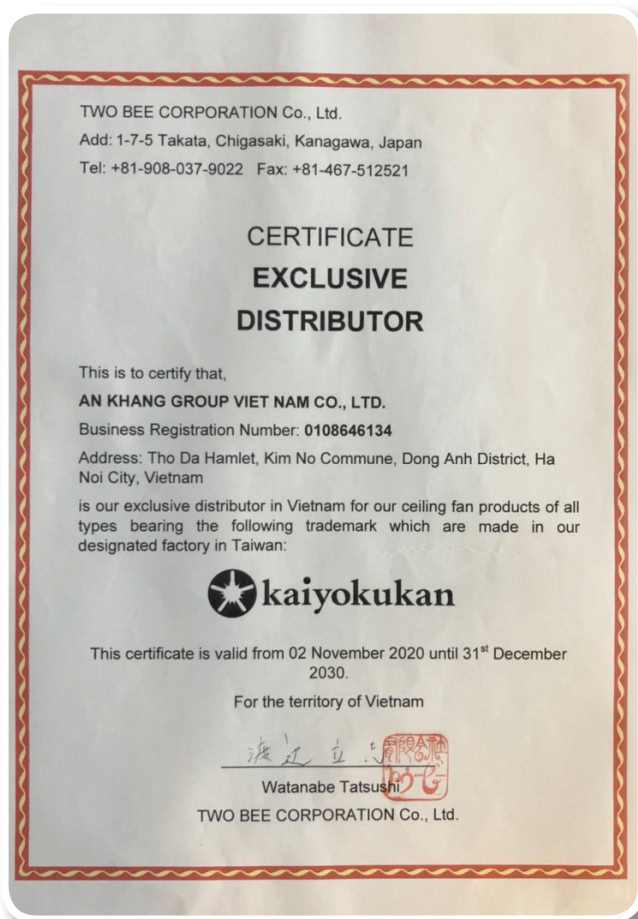 TWO BEE CORPORATION Co., Ltd.
Add: 1-7-5 Takata, Chigasaki, Kanagawa, Japan
Tel: +81-908-037-9022 Fax: +81-467-512521
CERTIFICATE
EXCLUSIVE
DISTRIBUTOR
This is to certify that,
AN KHANG GROUP VIET NAM CO., LTD.
Business Registration Number: 0108646134
Address: Tho Da Hamlet, Kim No Commune, Dong Anh District, Ha
Noi City, Vietnam
is our exclusive distributor in Vietnam for our ceiling fan products of all
types bearing the following trademark which are made in our
designated factory in Taiwan:
kaiyokukan
This certificate is valid from 02 November 2020 until 31st December
2030.
For the territory of Vietnam
渡辺立志
Watanabe Tatsushi
TWO BEE CORPORATION Co., Ltd.